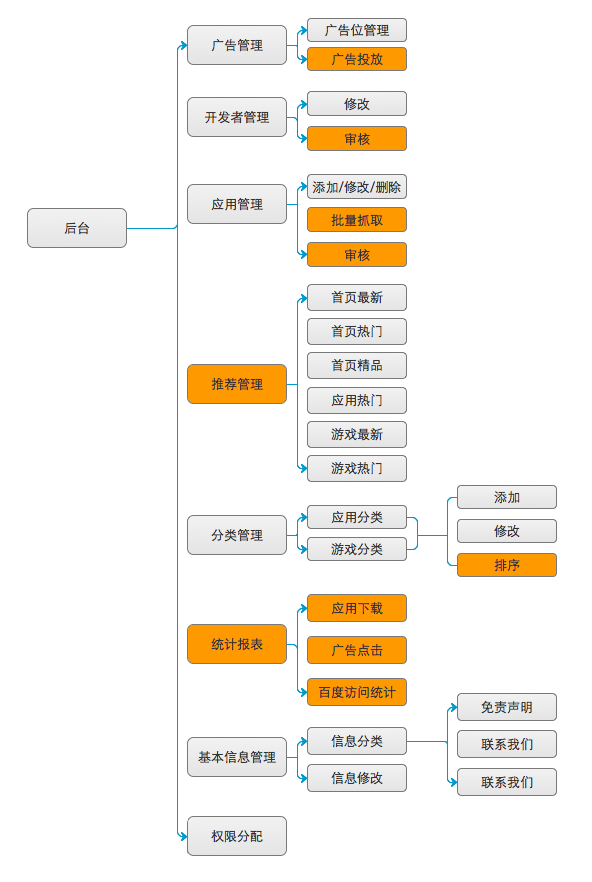 后台
广告管理
广告位管理
广告投放
开发者管理
修改
审核
应用管理
添加/修改/删除
批量抓取
审核
推荐管理
首页最新
首页热门
首页精品
应用热门
游戏最新
游戏热门
分类管理
应用分类
游戏分类
添加
修改
排序
统计报表
应用下载
广告点击
百度访问统计
基本信息管理
信息分类
信息修改
免责声明
联系我们
联系我们
权限分配